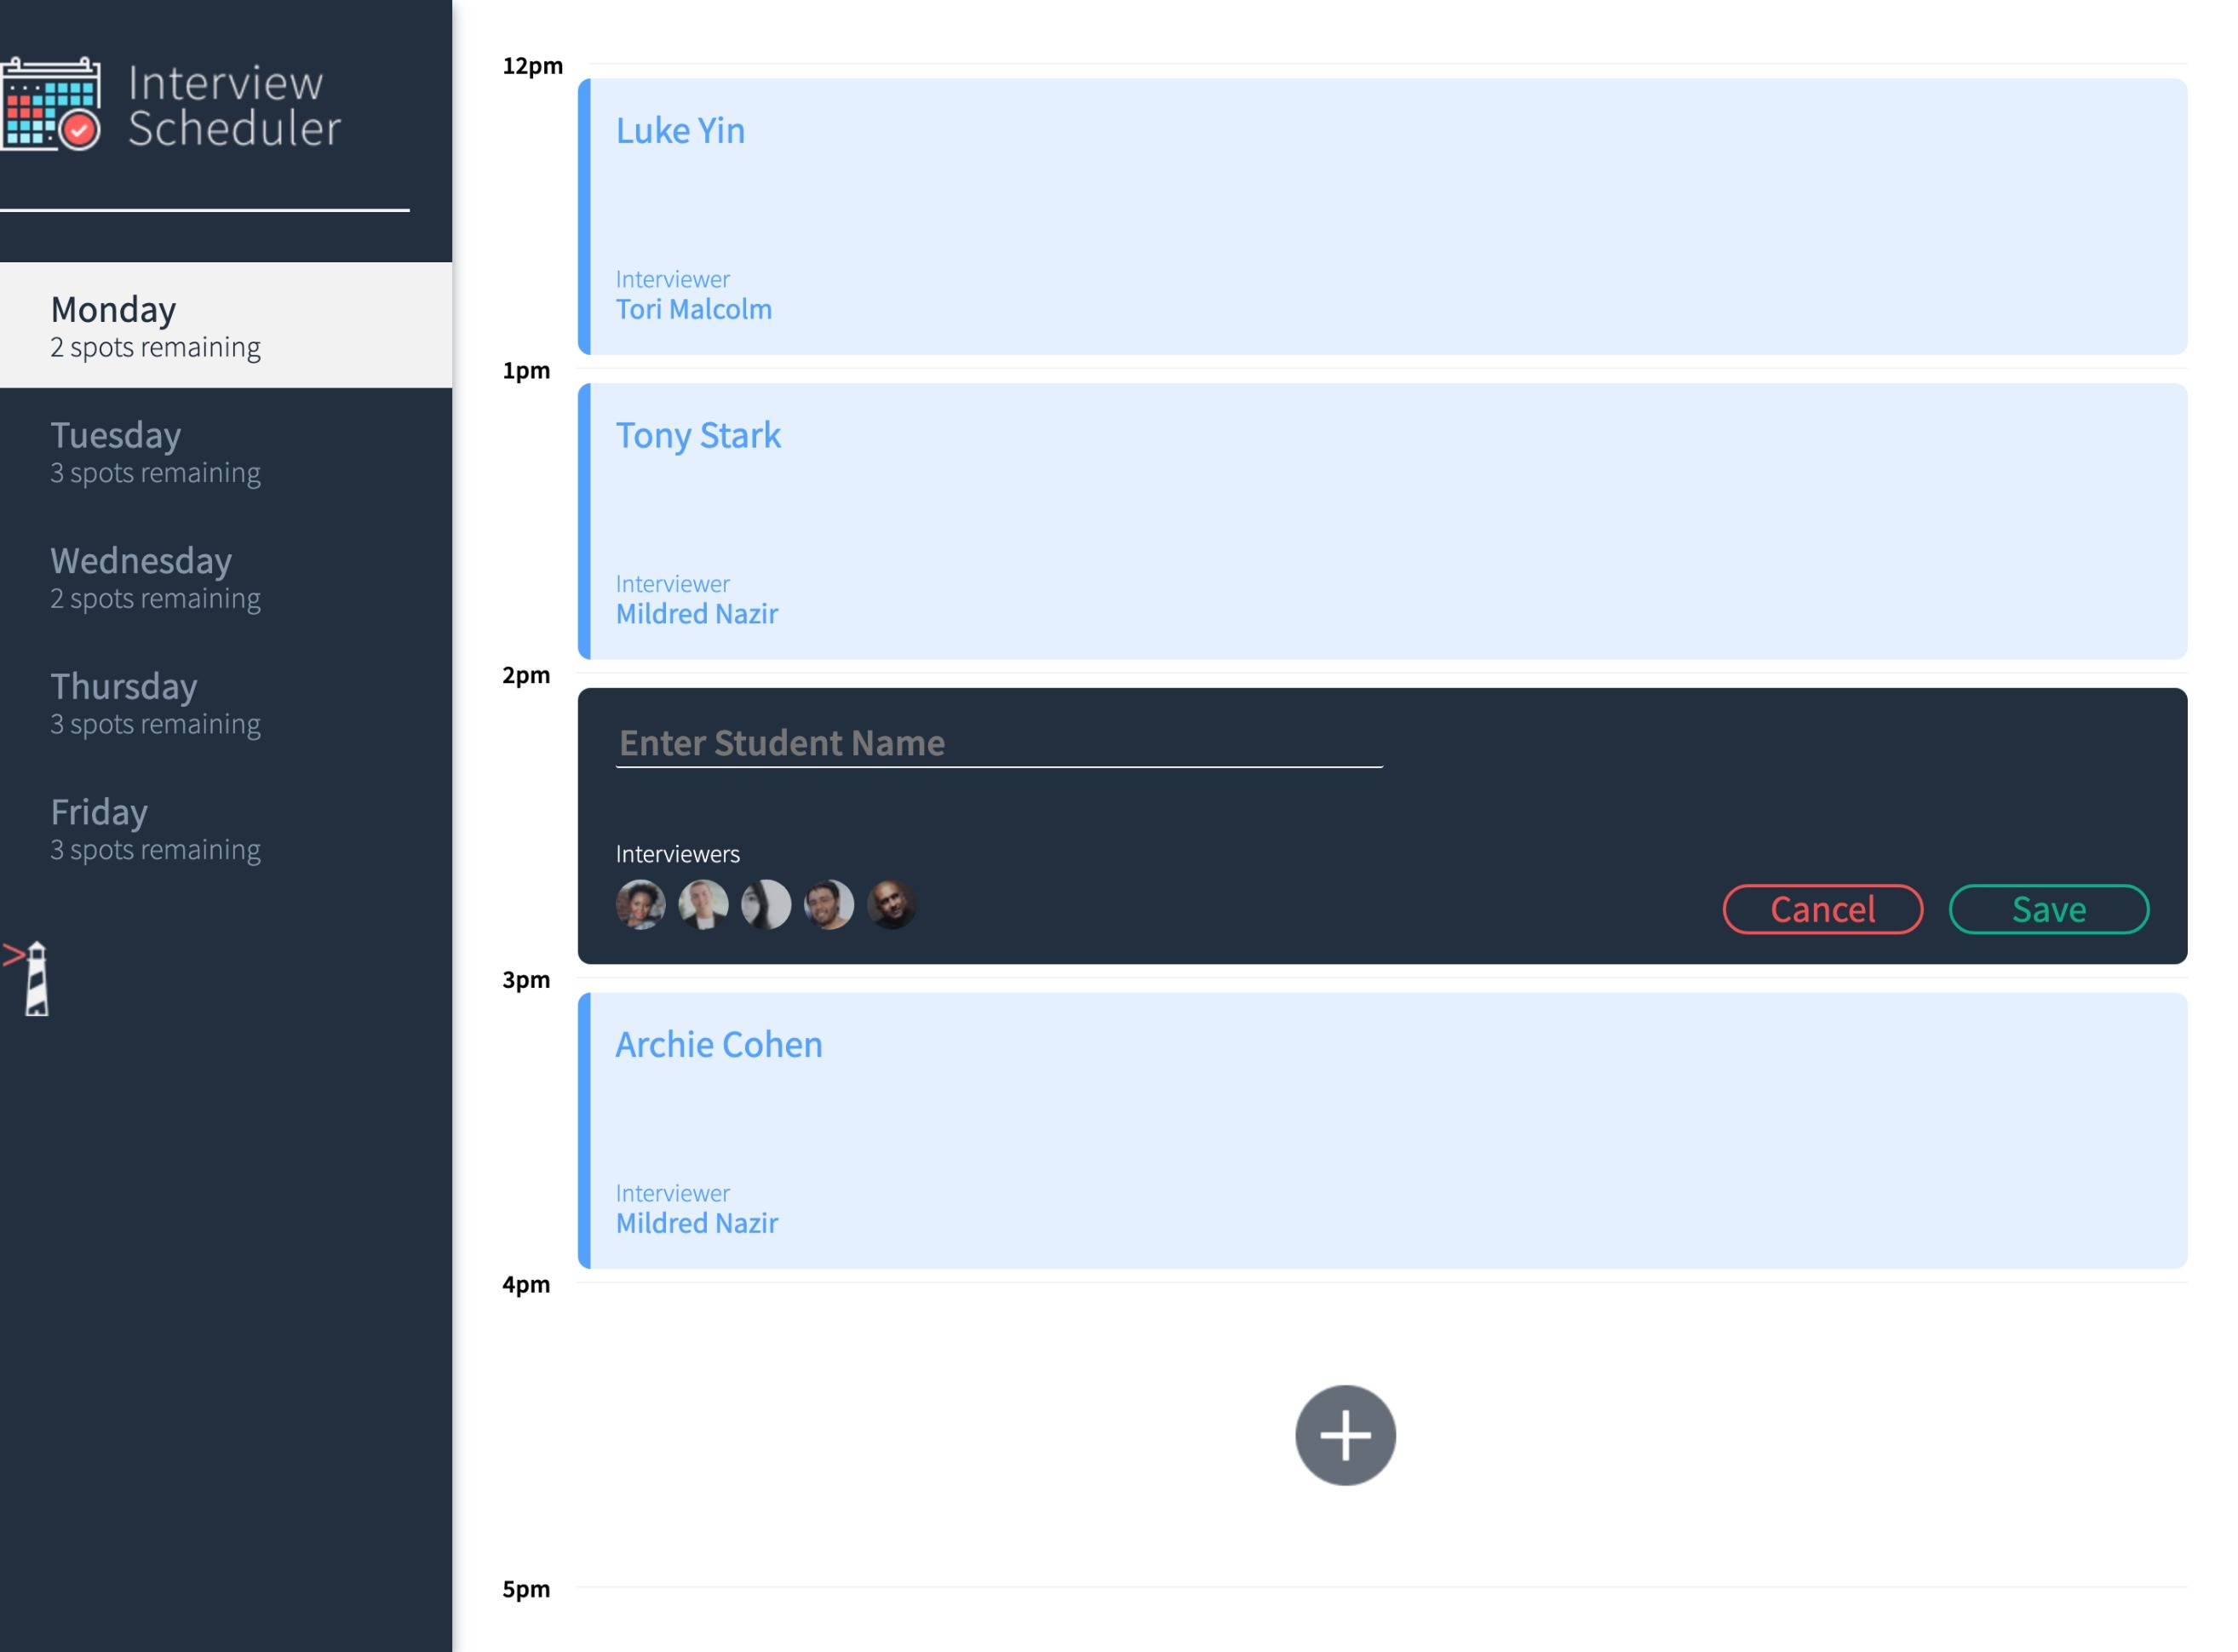 Interview
Scheduler
Monday
2 spots remaining
Tuesday
3 spots remaining
Wednesday
2 spots remaining
Thursday
3 spots remaining
Friday
3 spots remaining
12pm
Luke Yin
Interviewer
Tori Malcolm
1pm
Tony Stark
Interviewer
Mildred Nazir
2pm
Enter Student Name
Interviewers
Cancel Save
3pm
Archie Cohen
Interviewer
Mildred Nazir
4pm
5pm